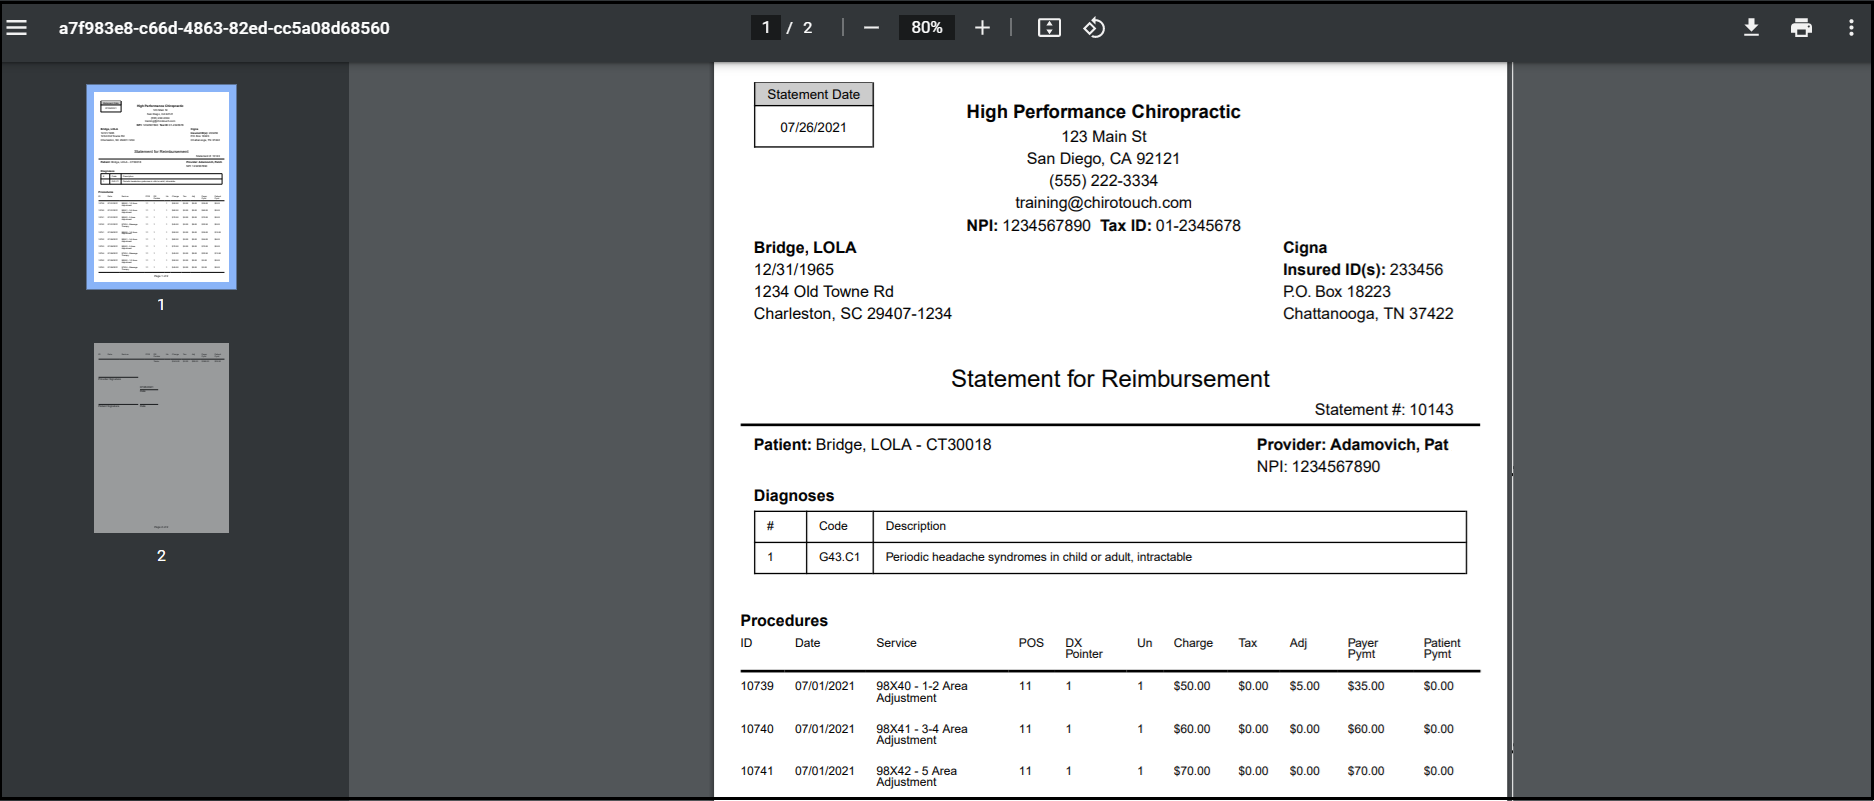 a7f983e8-c66d-4863-82ed-cc5a08d68560
1 / 2
80%
1
2
Statement Date
07/26/2021
High Performance Chiropractic
123 Main St
San Diego, CA 92121
(555) 222-3334
training@chirotouch.com
NPI: 1234567890 Tax ID: 01-2345678
Bridge, LOLA
12/31/1965
1234 Old Towne Rd
Charleston, SC 29407-1234
Cigna
Insured ID(s): 233456
P.O. Box 18223
Chattanooga, TN 37422
Statement for Reimbursement
Statement #: 10143
Patient: Bridge, LOLA - CT30018
Provider: Adamovich, Pat
NPI: 1234567890
Diagnoses
# Code Description
1 G43.C1 Periodic headache syndromes in child or adult, intractable
Procedures
ID Date Service POS DX Pointer Un Charge Tax Adj Payer Pymt Patient Pymt
10739 07/01/2021 98X40 - 1-2 Area Adjustment 11 1 1 $50.00 $0.00 $5.00 $35.00 $0.00
10740 07/01/2021 98X41 - 3-4 Area Adjustment 11 1 1 $60.00 $0.00 $0.00 $60.00 $0.00
10741 07/01/2021 98X42 - 5 Area Adjustment 11 1 1 $70.00 $0.00 $0.00 $70.00 $0.00